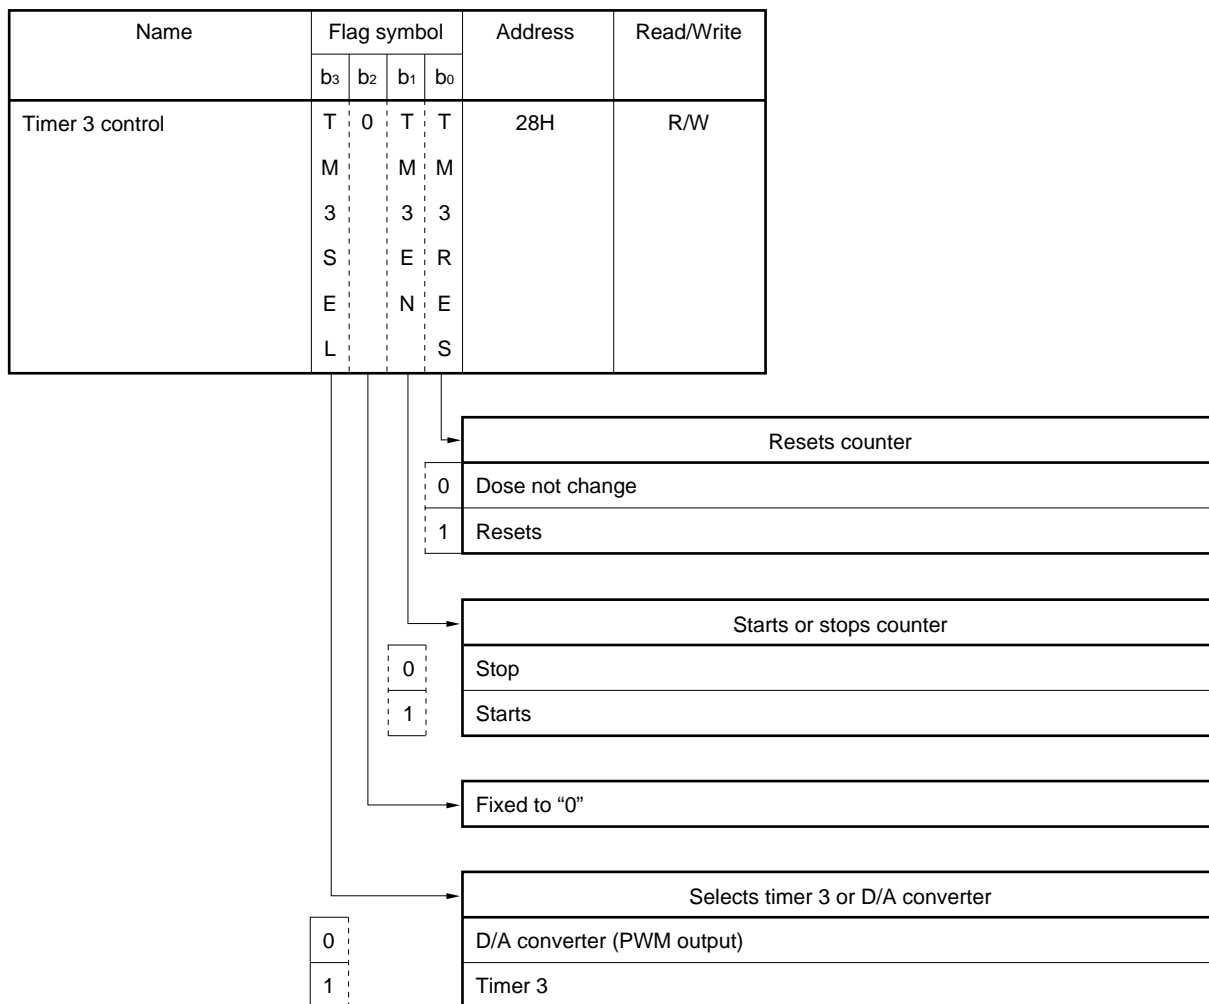 Name Flag symbol Address Read/Write
b3 b2 b1 b0
Timer 3 control TM3SEL 0 TM3EN TM3RES 28H R/W
Resets counter
0 Dose not change
1 Resets
Starts or stops counter
0 Stop
1 Starts
Fixed to “0”
Selects timer 3 or D/A converter
0 D/A converter (PWM output)
1 Timer 3